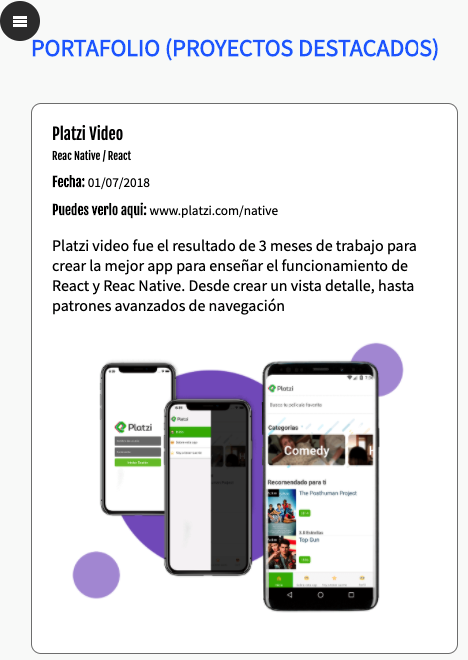 PORTAFOLIO (PROYECTOS DESTACADOS)
Platzi Video
Reac Native / React
Fecha: 01/07/2018
Puedes verlo aqui: www.platzi.com/native
Platzi video fue el resultado de 3 meses de trabajo para
crear la mejor app para enseñar el funcionamiento de
React y Reac Native. Desde crear un vista detalle, hasta
patrones avanzados de navegación
Platzi
Platzi
Platzi
Categorías
Comedy
Recomendado para ti
The Posthuman Project
Top Gun